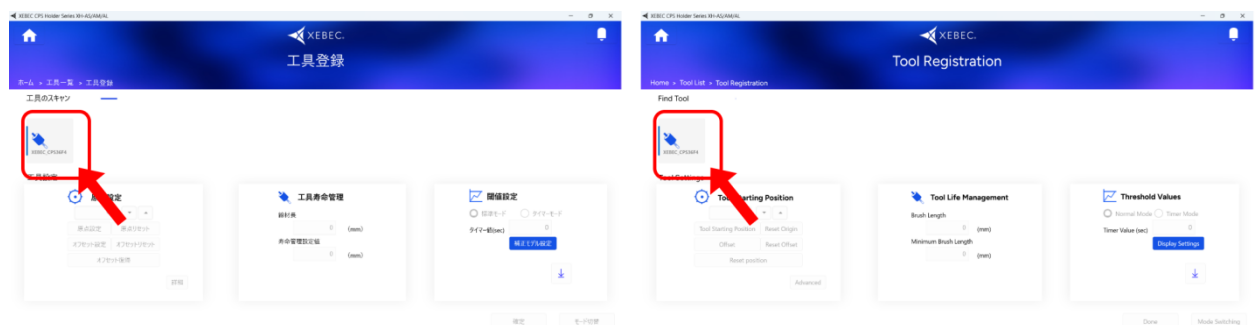 XEBEC CPS Holder Series XH-AS/AM/AL
XEBEC.
工具登録
ホーム > 工具一覧 > 工具登録
工具のスキャン
XEBEC_CPS36F4
工具設定
設定
原点設定 原点リセット
オフセット設定 オフセットリセット
オフセット復帰
詳細
工具寿命管理
線材長
0 (mm)
寿命管理設定値
0 (mm)
閾値設定
標準モード タイマーモード
タイマー値(sec) 0
補正モデル設定
確定 モード切替
XEBEC CPS Holder Series XH-AS/AM/AL
XEBEC.
Tool Registration
Home > Tool List > Tool Registration
Find Tool
XEBEC_CPS36F4
Tool Settings
Tool Starting Position
Tool Starting Position Reset Origin
Offset Reset Offset
Reset position
Advanced
Tool Life Management
Brush Length
0 (mm)
Minimum Brush Length
0 (mm)
Threshold Values
Normal Mode Timer Mode
Timer Value (sec) 0
Display Settings
Done Mode Switching